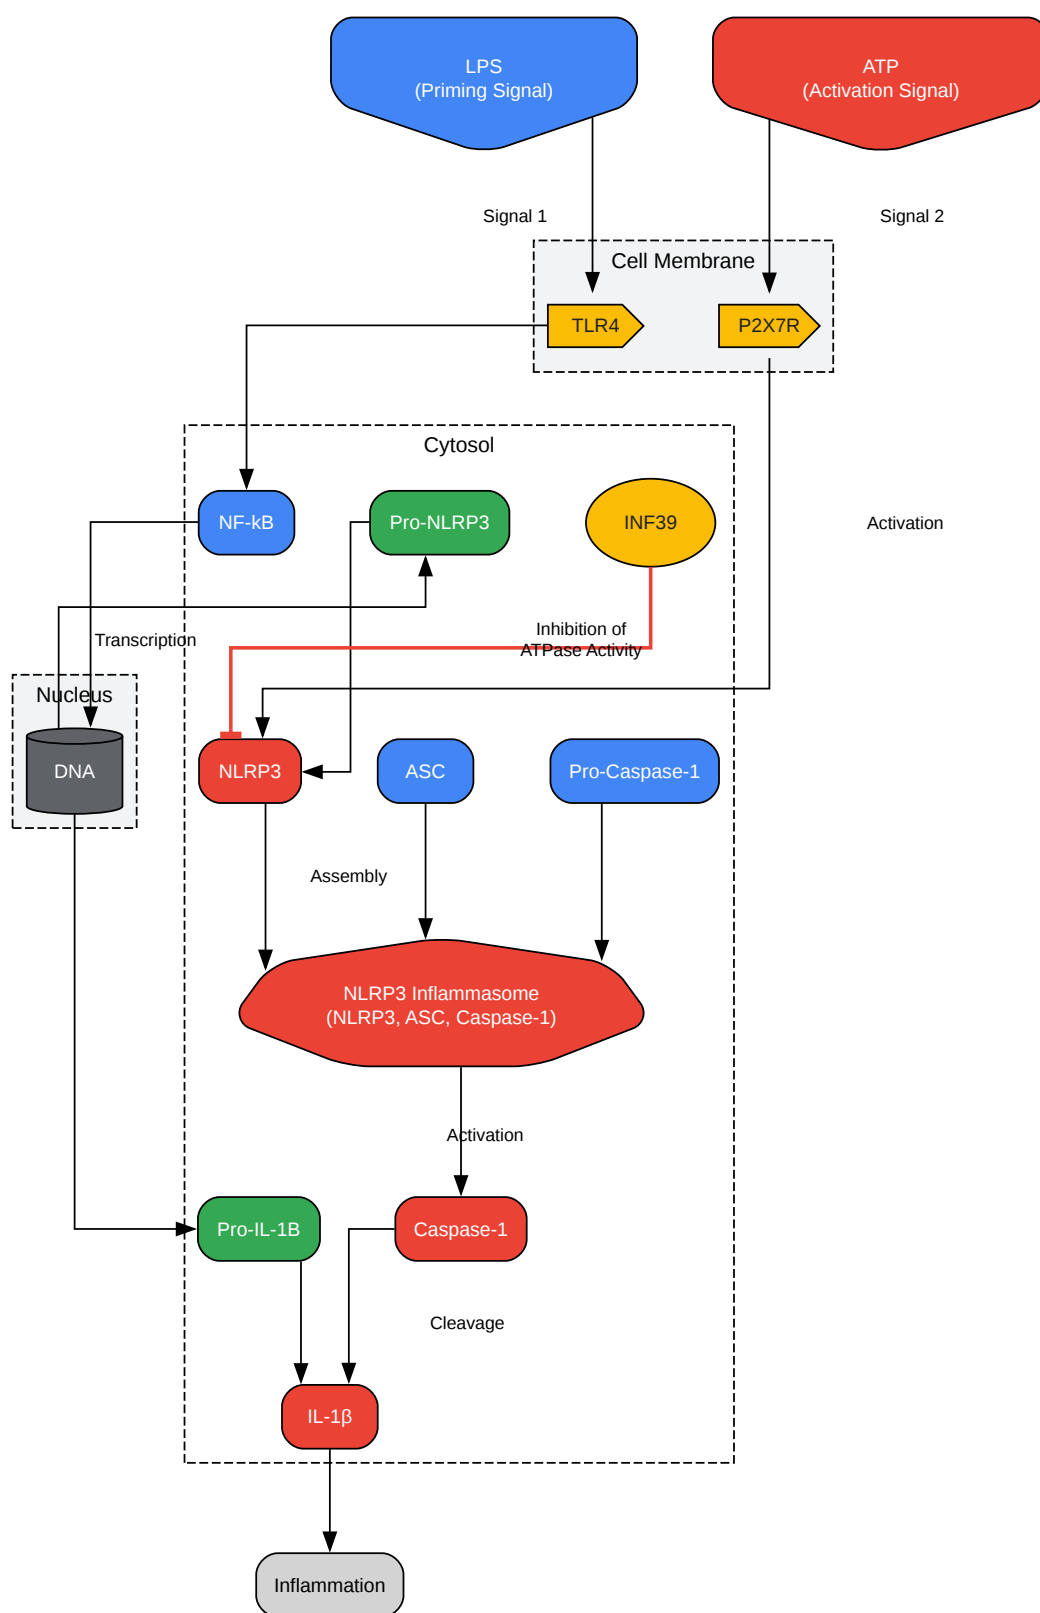 LPS
(Priming Signal)
ATP
(Activation Signal)
Signal 1
Signal 2
Cell Membrane
TLR4
P2X7R
Cytosol
NF-kB
Pro-NLRP3
INF39
Activation
Transcription
Inhibition of
ATPase Activity
Nucleus
DNA
NLRP3
ASC
Pro-Caspase-1
Assembly
NLRP3 Inflammasome
(NLRP3, ASC, Caspase-1)
Activation
Pro-IL-1B
Caspase-1
Cleavage
IL-1β
Inflammation